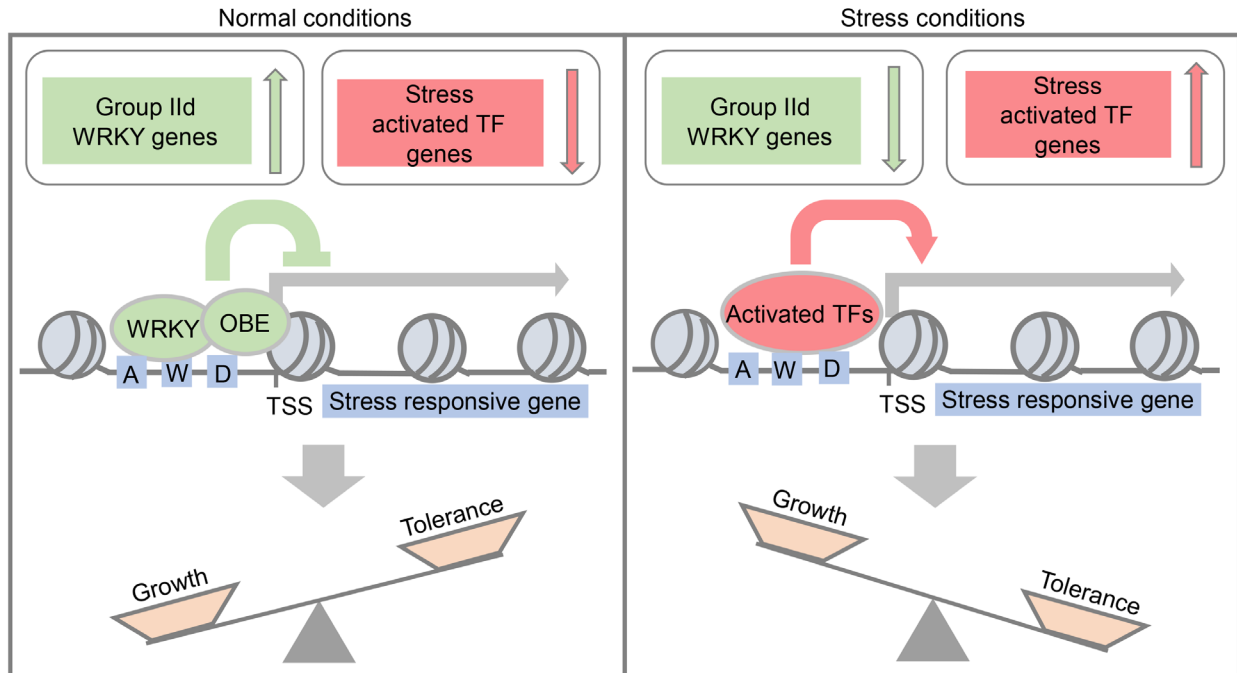 Normal conditions
Group IId
WRKY genes
Stress
activated TF
genes
WRKY
OBE
A
W
D
TSS
Stress responsive gene
Growth
Tolerance
Stress conditions
Group IId
WRKY genes
Stress
activated TF
genes
Activated TFs
A
W
D
TSS
Stress responsive gene
Growth
Tolerance